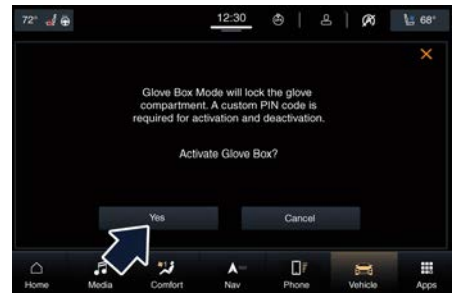 72° 12:30 68°
Glove Box Mode will lock the glove
compartment. A custom PIN code is
required for activation and deactivation.
Activate Glove Box?
Yes Cancel
Home Media Comfort Nav Phone Vehicle Apps